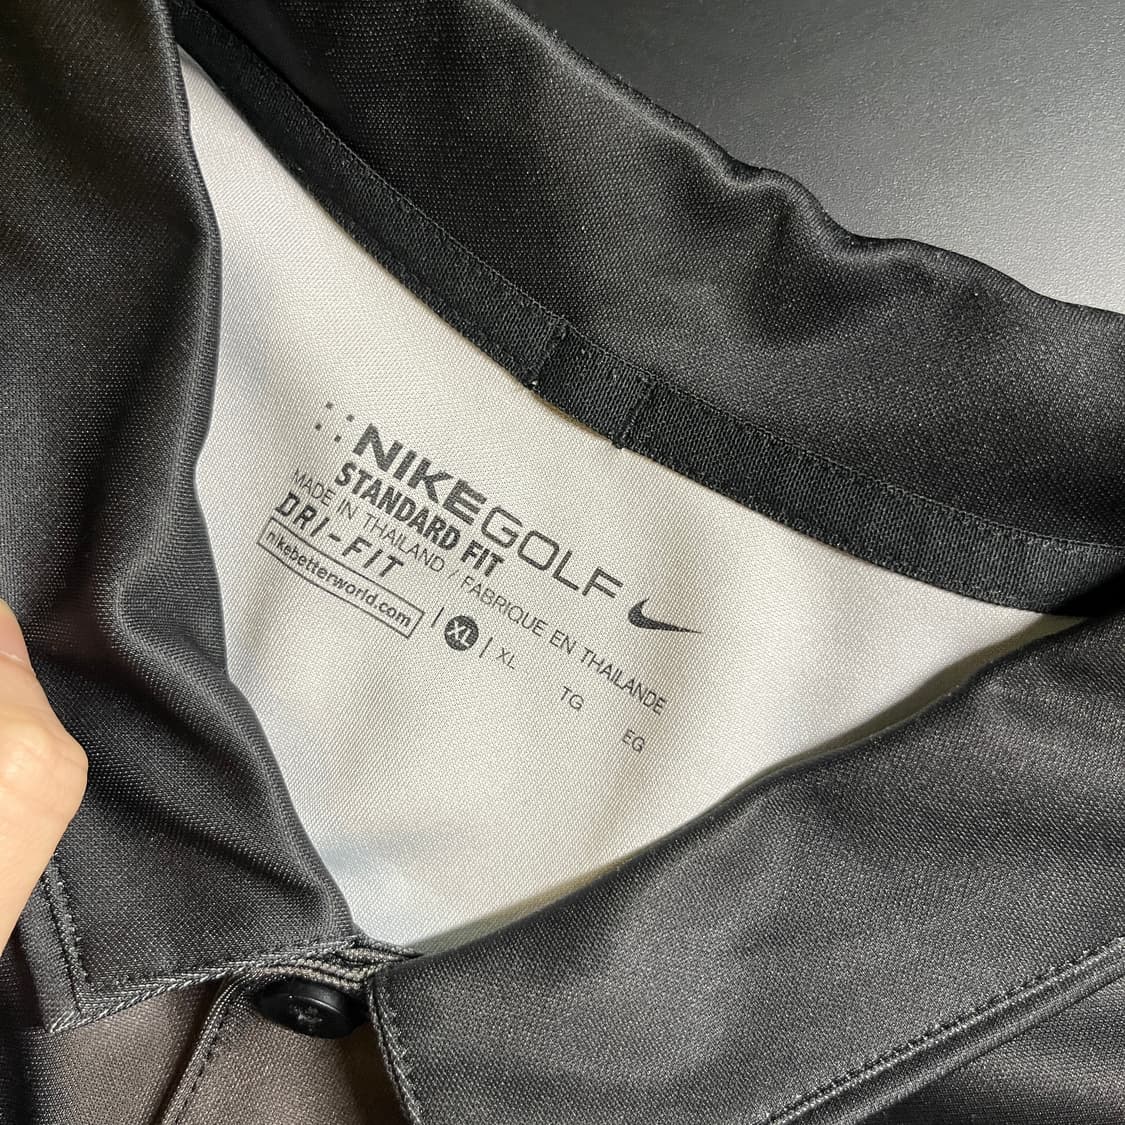 NIKEGOLF
STANDARD FIT
MADE IN THAILAND / FABRIQUE EN THAILANDE
DRI-FIT
nikebetterworld.com | XL | XL TG EG